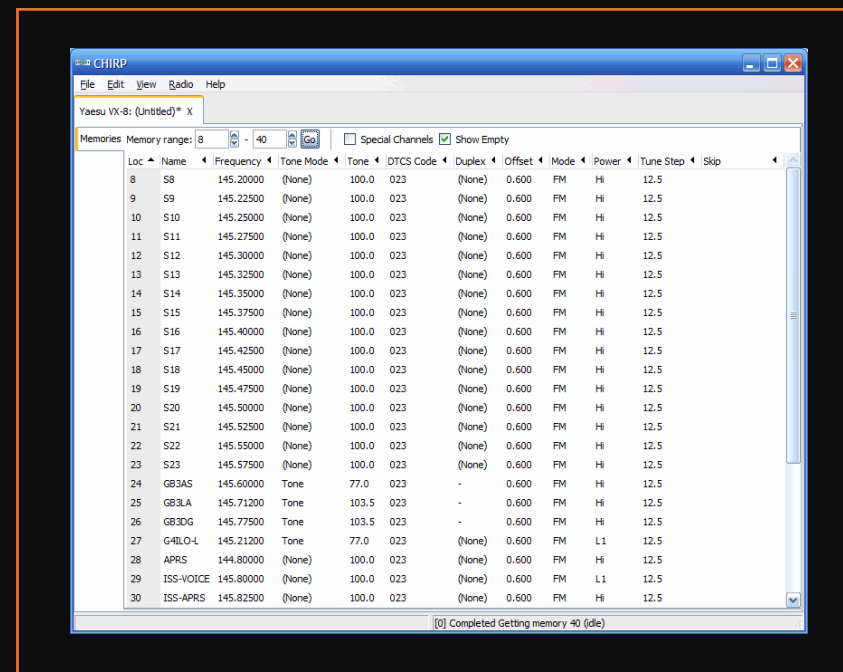 CHIRP
File Edit View Radio Help
Yaesu VX-8: (Untitled)* X
Memories Memory range: 8 - 40 Go Special Channels Show Empty
Loc Name Frequency Tone Mode Tone DTCS Code Duplex Offset Mode Power Tune Step Skip
8 S8 145.20000 (None) 100.0 023 (None) 0.600 FM Hi 12.5
9 S9 145.22500 (None) 100.0 023 (None) 0.600 FM Hi 12.5
10 S10 145.25000 (None) 100.0 023 (None) 0.600 FM Hi 12.5
11 S11 145.27500 (None) 100.0 023 (None) 0.600 FM Hi 12.5
12 S12 145.30000 (None) 100.0 023 (None) 0.600 FM Hi 12.5
13 S13 145.32500 (None) 100.0 023 (None) 0.600 FM Hi 12.5
14 S14 145.35000 (None) 100.0 023 (None) 0.600 FM Hi 12.5
15 S15 145.37500 (None) 100.0 023 (None) 0.600 FM Hi 12.5
16 S16 145.40000 (None) 100.0 023 (None) 0.600 FM Hi 12.5
17 S17 145.42500 (None) 100.0 023 (None) 0.600 FM Hi 12.5
18 S18 145.45000 (None) 100.0 023 (None) 0.600 FM Hi 12.5
19 S19 145.47500 (None) 100.0 023 (None) 0.600 FM Hi 12.5
20 S20 145.50000 (None) 100.0 023 (None) 0.600 FM Hi 12.5
21 S21 145.52500 (None) 100.0 023 (None) 0.600 FM Hi 12.5
22 S22 145.55000 (None) 100.0 023 (None) 0.600 FM Hi 12.5
23 S23 145.57500 (None) 100.0 023 (None) 0.600 FM Hi 12.5
24 GB3AS 145.60000 Tone 77.0 023 - 0.600 FM Hi 12.5
25 GB3LA 145.71200 Tone 103.5 023 - 0.600 FM Hi 12.5
26 GB3DG 145.77500 Tone 103.5 023 - 0.600 FM Hi 12.5
27 G4ILO-L 145.21200 Tone 77.0 023 (None) 0.600 FM L1 12.5
28 APRS 144.80000 (None) 100.0 023 (None) 0.600 FM Hi 12.5
29 ISS-VOICE 145.80000 (None) 100.0 023 (None) 0.600 FM L1 12.5
30 ISS-APRS 145.82500 (None) 100.0 023 (None) 0.600 FM Hi 12.5
[0] Completed Getting memory 40 (idle)